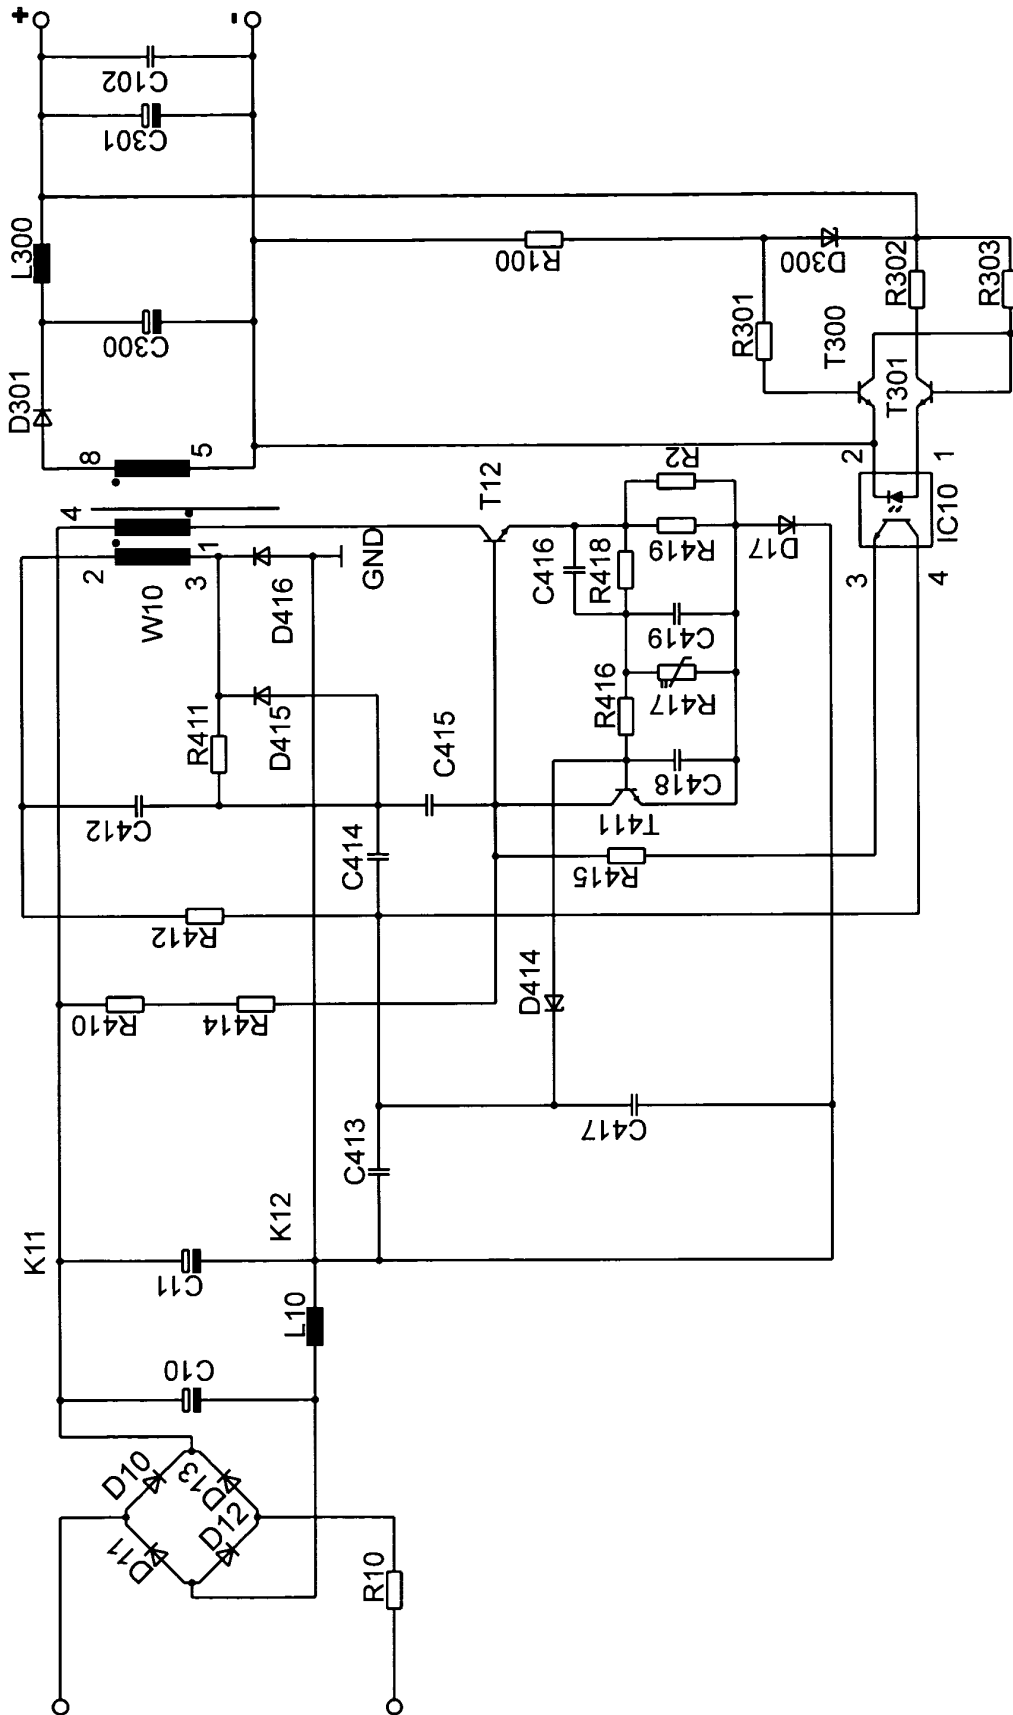 +
-
C102
C301
L300
C300
D301
8
5
R100
D300
R301
R302
R303
T300
T301
2
1
IC10
3
4
4
2
1
3
W10
D416
GND
T12
R2
C416
R418
R419
D17
R411
D415
C415
R416
C419
R417
C412
C414
C418
T411
R415
R412
D414
R410
R414
C413
C417
K11
K12
C11
L10
C10
D10
D13
D11
D12
R10